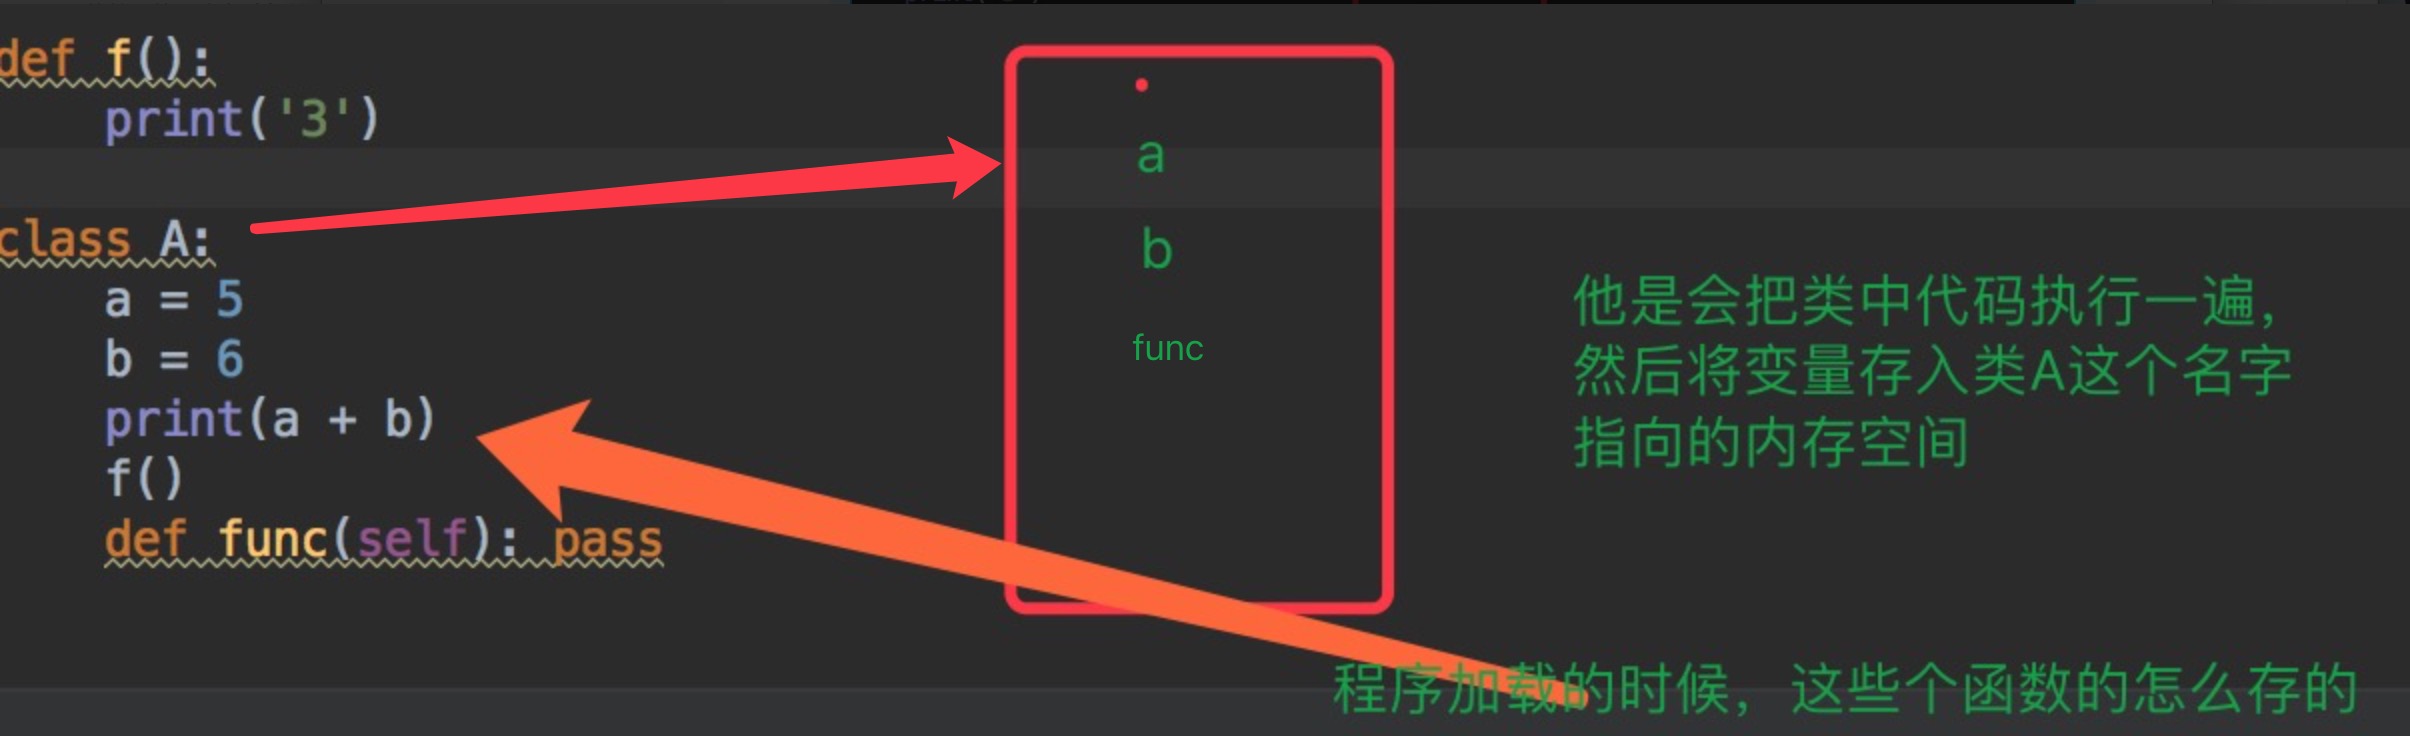 def f():
    print('3')
class A:
    a = 5
    b = 6
    print(a + b)
    f()
    def func(self): pass
a
b
func
他是会把类中代码执行一遍，
然后将变量存入类A这个名字
指向的内存空间
程序加载的时候，这些个函数的怎么存的